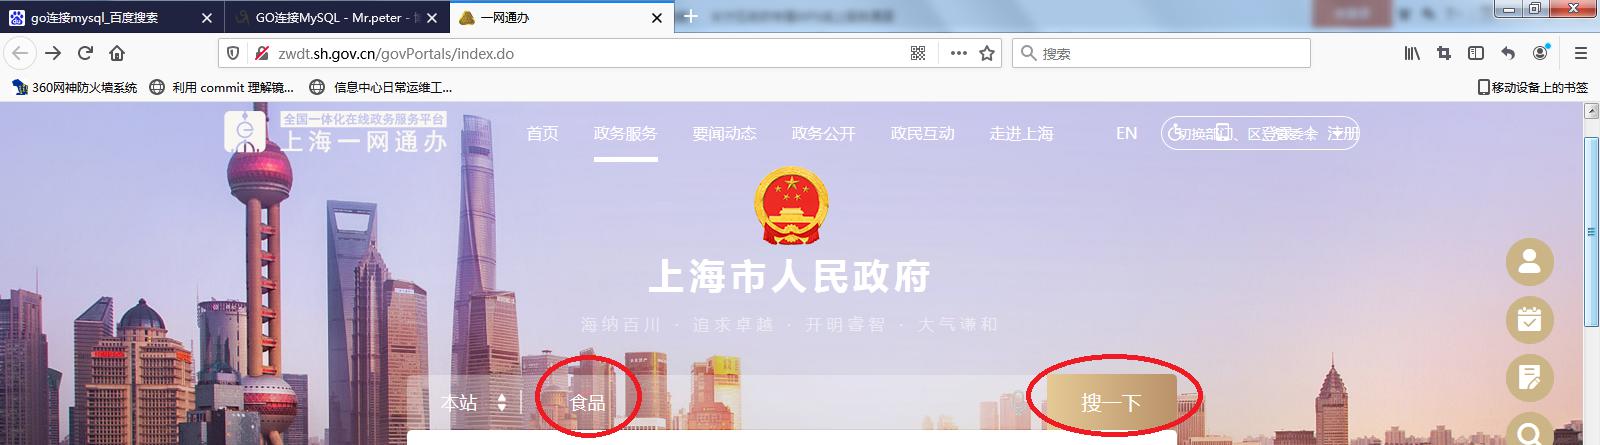 go连接mysql_百度搜索
GO连接MySQL - Mr.peter -
一网通办
zwdt.sh.gov.cn/govPortals/index.do
搜索
360网神防火墙系统
利用 commit 理解镜...
信息中心日常运维工...
移动设备上的书签
全国一体化在线政务服务平台
上海一网通办
首页
政务服务
要闻动态
政务公开
政民互动
走进上海
EN
切换部门、区
登录
注册
上海市人民政府
海纳百川 · 追求卓越 · 开明睿智 · 大气谦和
本站
食品
搜一下